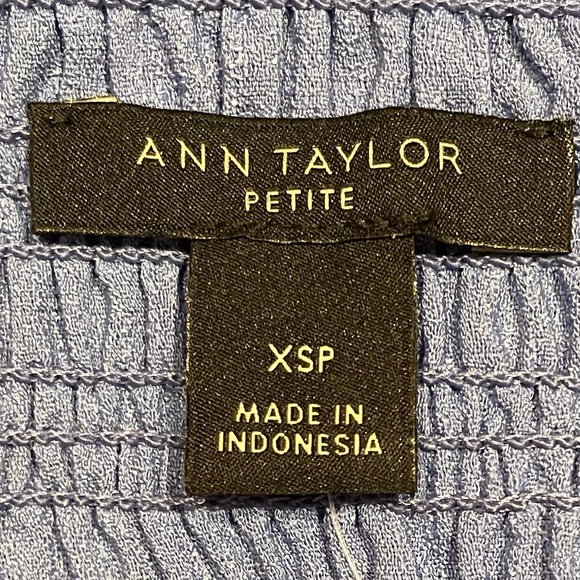 ANN TAYLOR
PETITE
XSP
MADE IN
INDONESIA